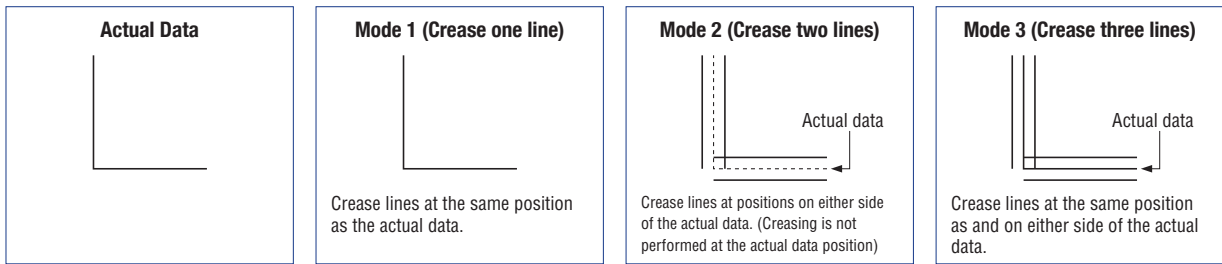 Actual Data
Mode 1 (Crease one line)
Crease lines at the same position
as the actual data.
Mode 2 (Crease two lines)
Actual data
Crease lines at positions on either side
of the actual data. (Creasing is not
performed at the actual data position)
Mode 3 (Crease three lines)
Actual data
Crease lines at the same position
as and on either side of the actual
data.